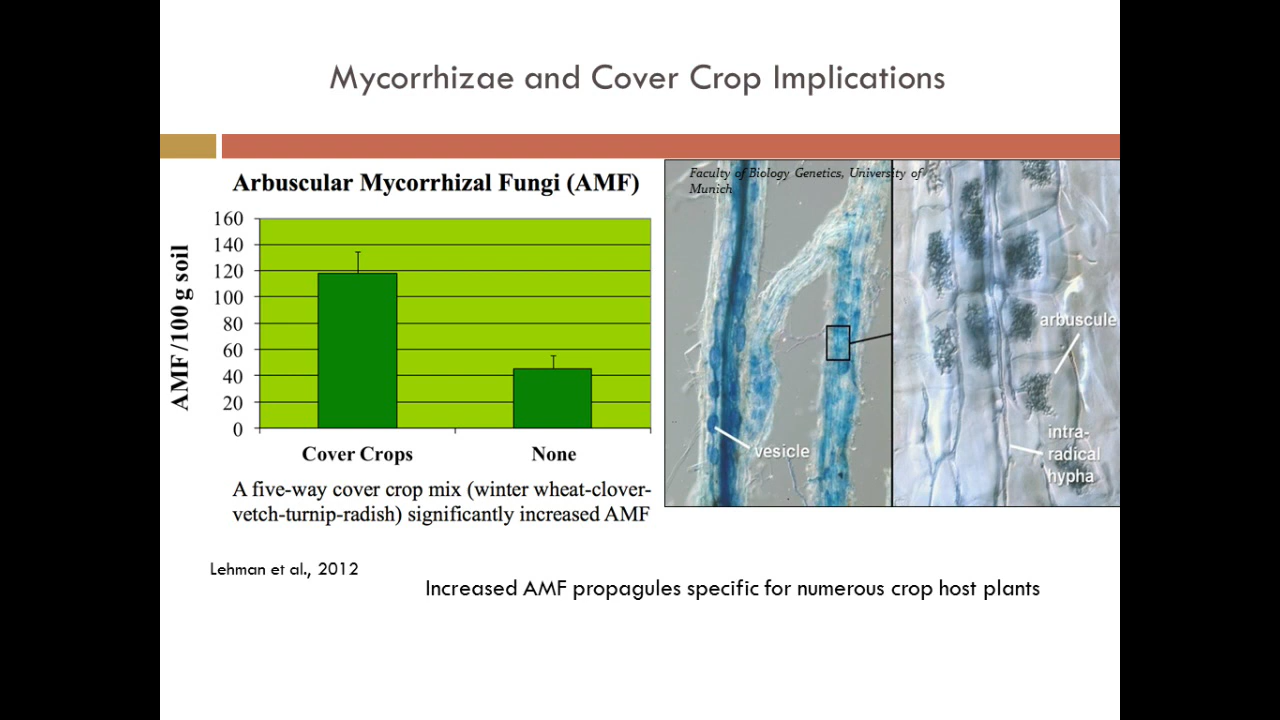 Mycorrhizae and Cover Crop Implications
Arbuscular Mycorrhizal Fungi (AMF)
AMF/100 g soil
160
140
120
100
80
60
40
20
0
Cover Crops
None
A five-way cover crop mix (winter wheat-clover-
vetch-turnip-radish) significantly increased AMF
Faculty of Biology Genetics, University of
Munich
vesicle
arbuscule
intra-
radical
hypha
Lehman et al., 2012
Increased AMF propagules specific for numerous crop host plants